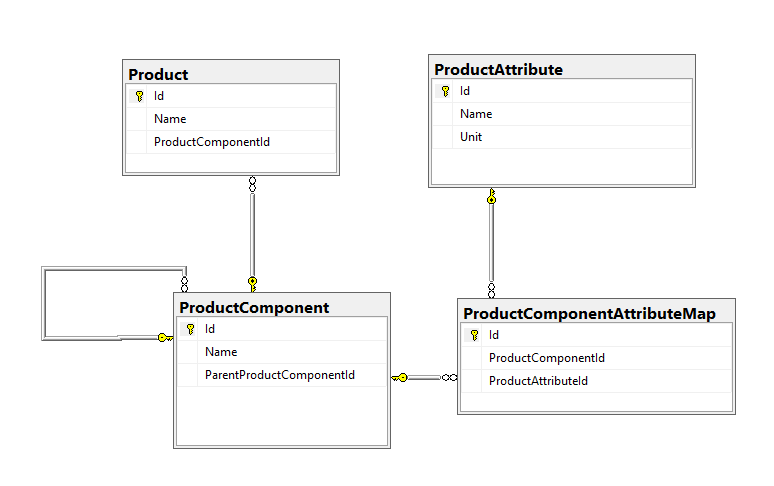 Product
Id
Name
ProductComponentId
ProductAttribute
Id
Name
Unit
ProductComponent
Id
Name
ParentProductComponentId
ProductComponentAttributeMap
Id
ProductComponentId
ProductAttributeId